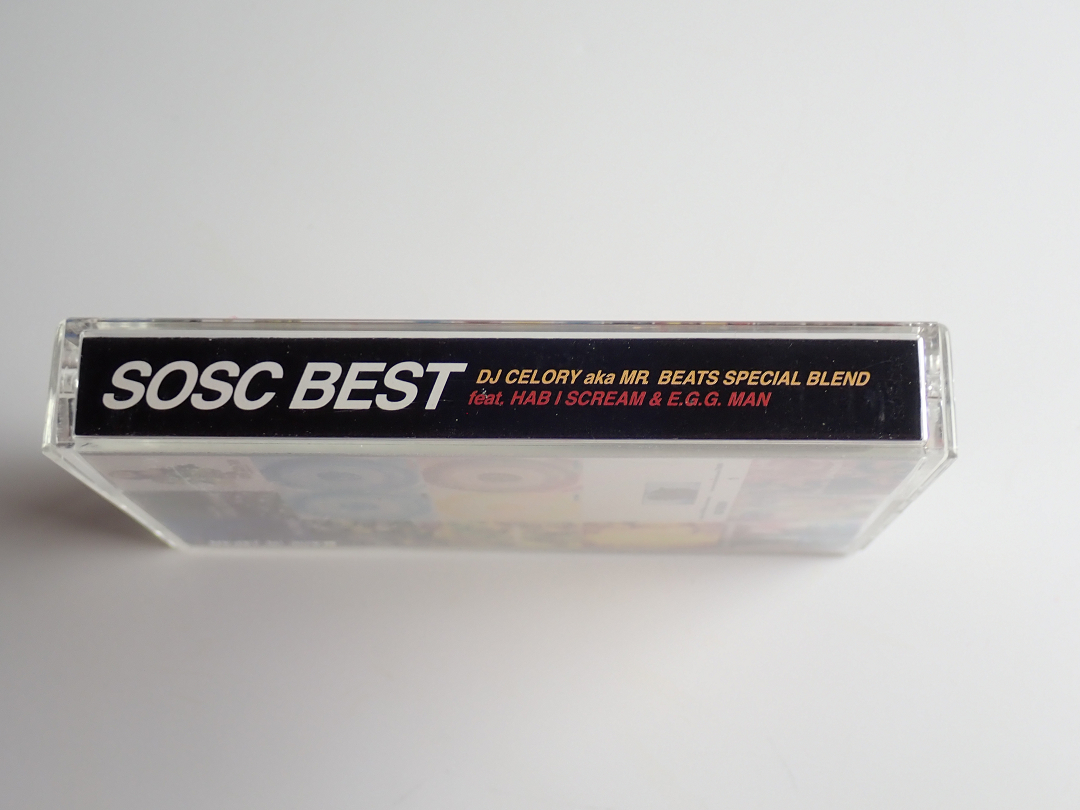 SOSC BEST
DJ CELORY aka MR. BEATS SPECIAL BLEND
feat. HAB I SCREAM & E.G.G. MAN